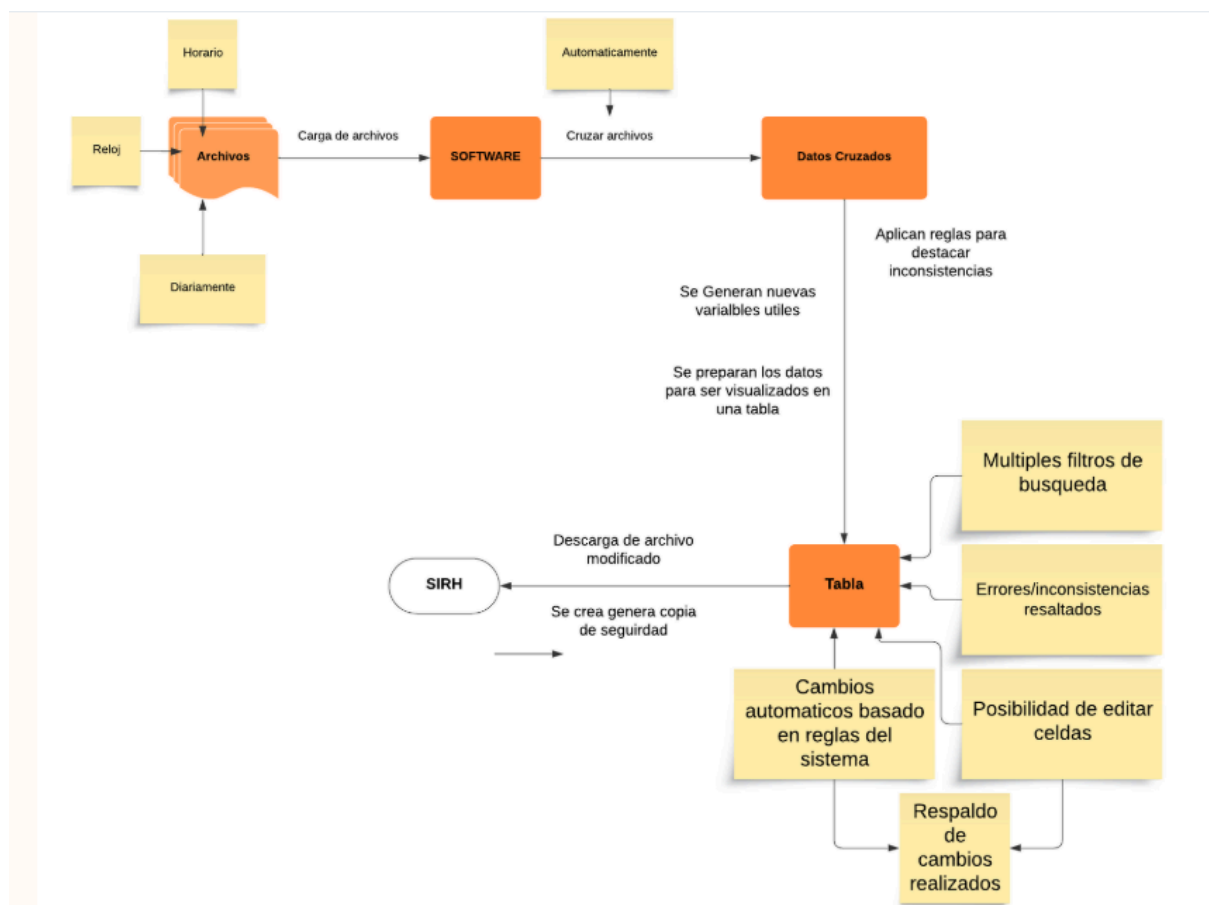 Horario
Automaticamente
Reloj
Archivos
Carga de archivos
SOFTWARE
Cruzar archivos
Datos Cruzados
Diariamente
Aplican reglas para
destacar
inconsistencias
Se Generan nuevas
varialbles utiles
Se preparan los datos
para ser visualizados en
una tabla
Multiples filtros de
busqueda
Descarga de archivo
modificado
SIRH
Tabla
Errores/inconsistencias
resaltados
Se crea genera copia
de seguirdad
Cambios
automaticos basado
en reglas del
sistema
Posibilidad de editar
celdas
Respaldo
de
cambios
realizados